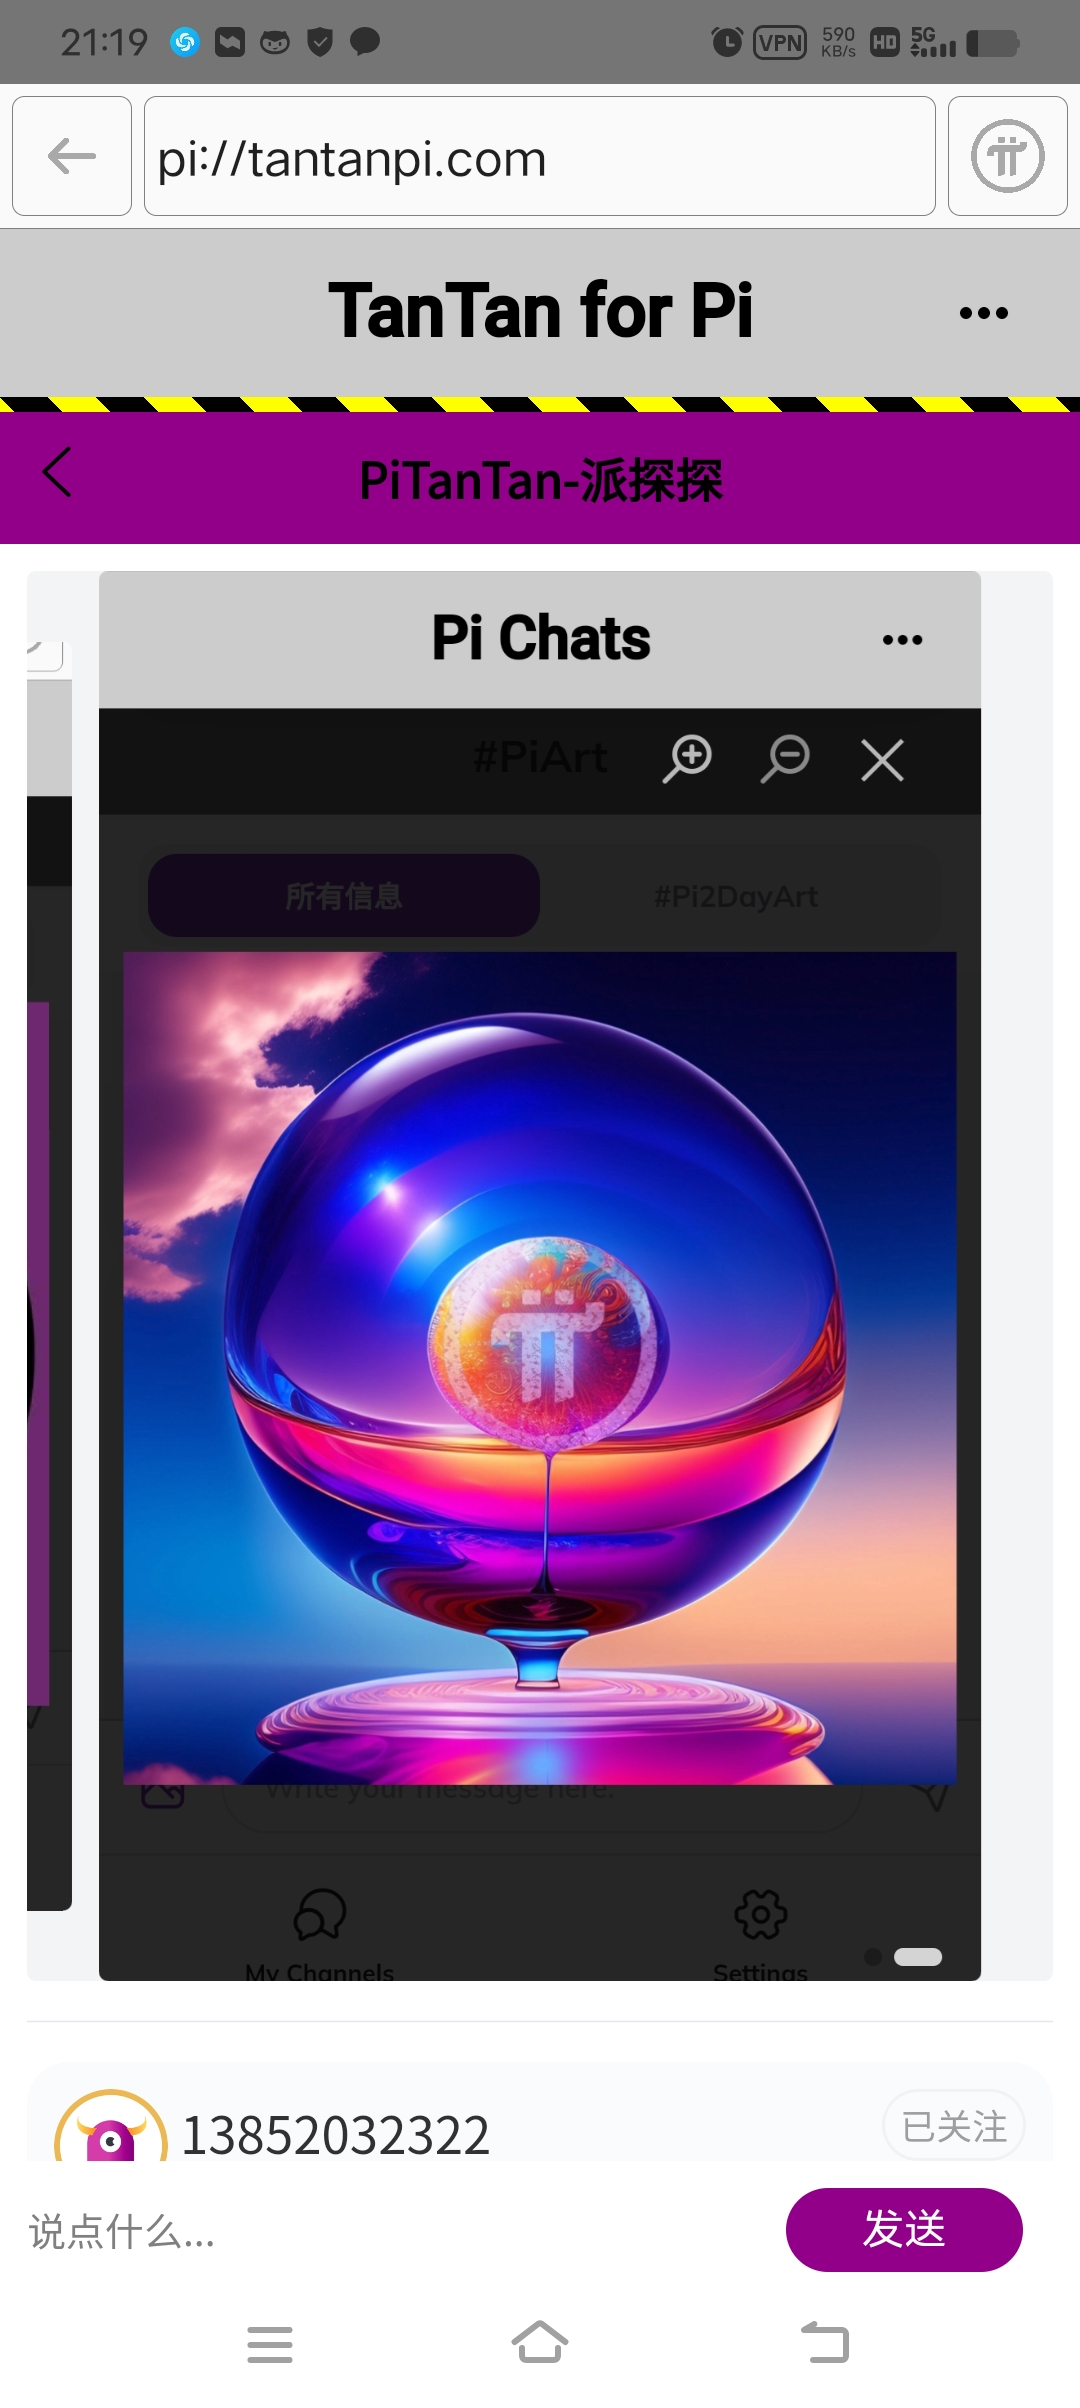 21:19
VPN
590
KB/s
HD
5G
pi://tantanpi.com
TanTan for Pi
PiTanTan-派探探
Pi Chats
#PiArt
所有信息
#Pi2DayArt
Write your message here.
My Channels
Settings
13852032322
已关注
说点什么...
发送